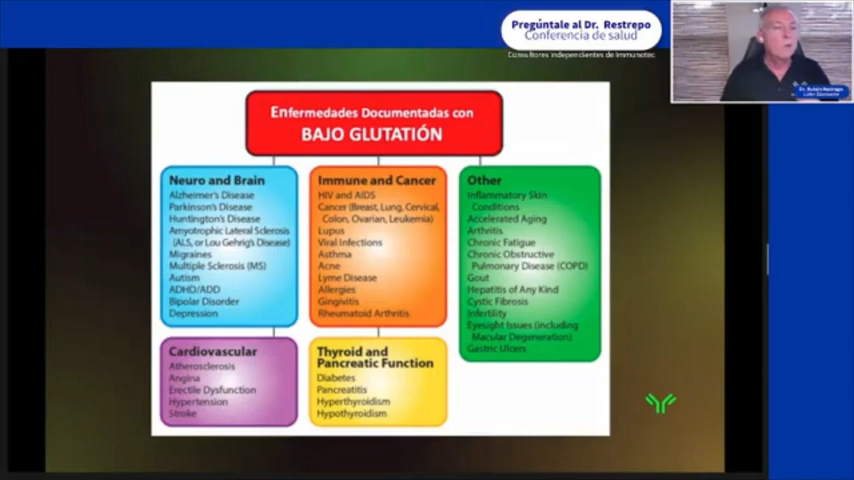 Pregúntale al Dr. Restrepo
Conferencia de salud
Consultores Independientes de Immunotec
Dr. Rubén Restrepo
Enfermedades Documentadas con
BAJO GLUTATIÓN
Neuro and Brain
Alzheimer's Disease
Parkinson's Disease
Huntington's Disease
Amyotrophic Lateral Sclerosis
(ALS, or Lou Gehrig's Disease)
Migraines
Multiple Sclerosis (MS)
Autism
ADHD/ADD
Bipolar Disorder
Depression
Immune and Cancer
HIV and AIDS
Cancer (Breast, Lung, Cervical,
Colon, Ovarian, Leukemia)
Lupus
Viral Infections
Asthma
Acne
Lyme Disease
Allergies
Gingivitis
Rheumatoid Arthritis
Other
Inflammatory Skin
Conditions
Accelerated Aging
Arthritis
Chronic Fatigue
Chronic Obstructive
Pulmonary Disease (COPD)
Gout
Hepatitis of Any Kind
Cystic Fibrosis
Infertility
Eyesight Issues (including
Macular Degeneration)
Gastric Ulcers
Cardiovascular
Atherosclerosis
Angina
Erectile Dysfunction
Hypertension
Stroke
Thyroid and
Pancreatic Function
Diabetes
Pancreatitis
Hyperthyroidism
Hypothyroidism